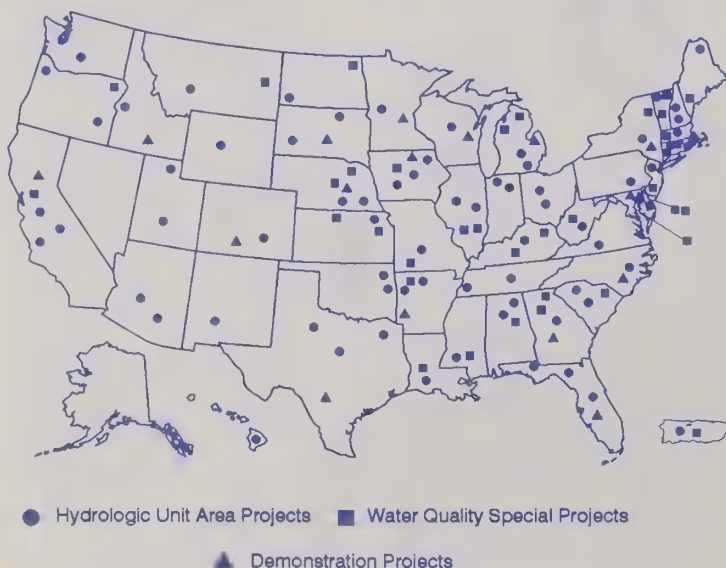 Hydrologic Unit Area Projects Water Quality Special Projects
Demonstration Projects